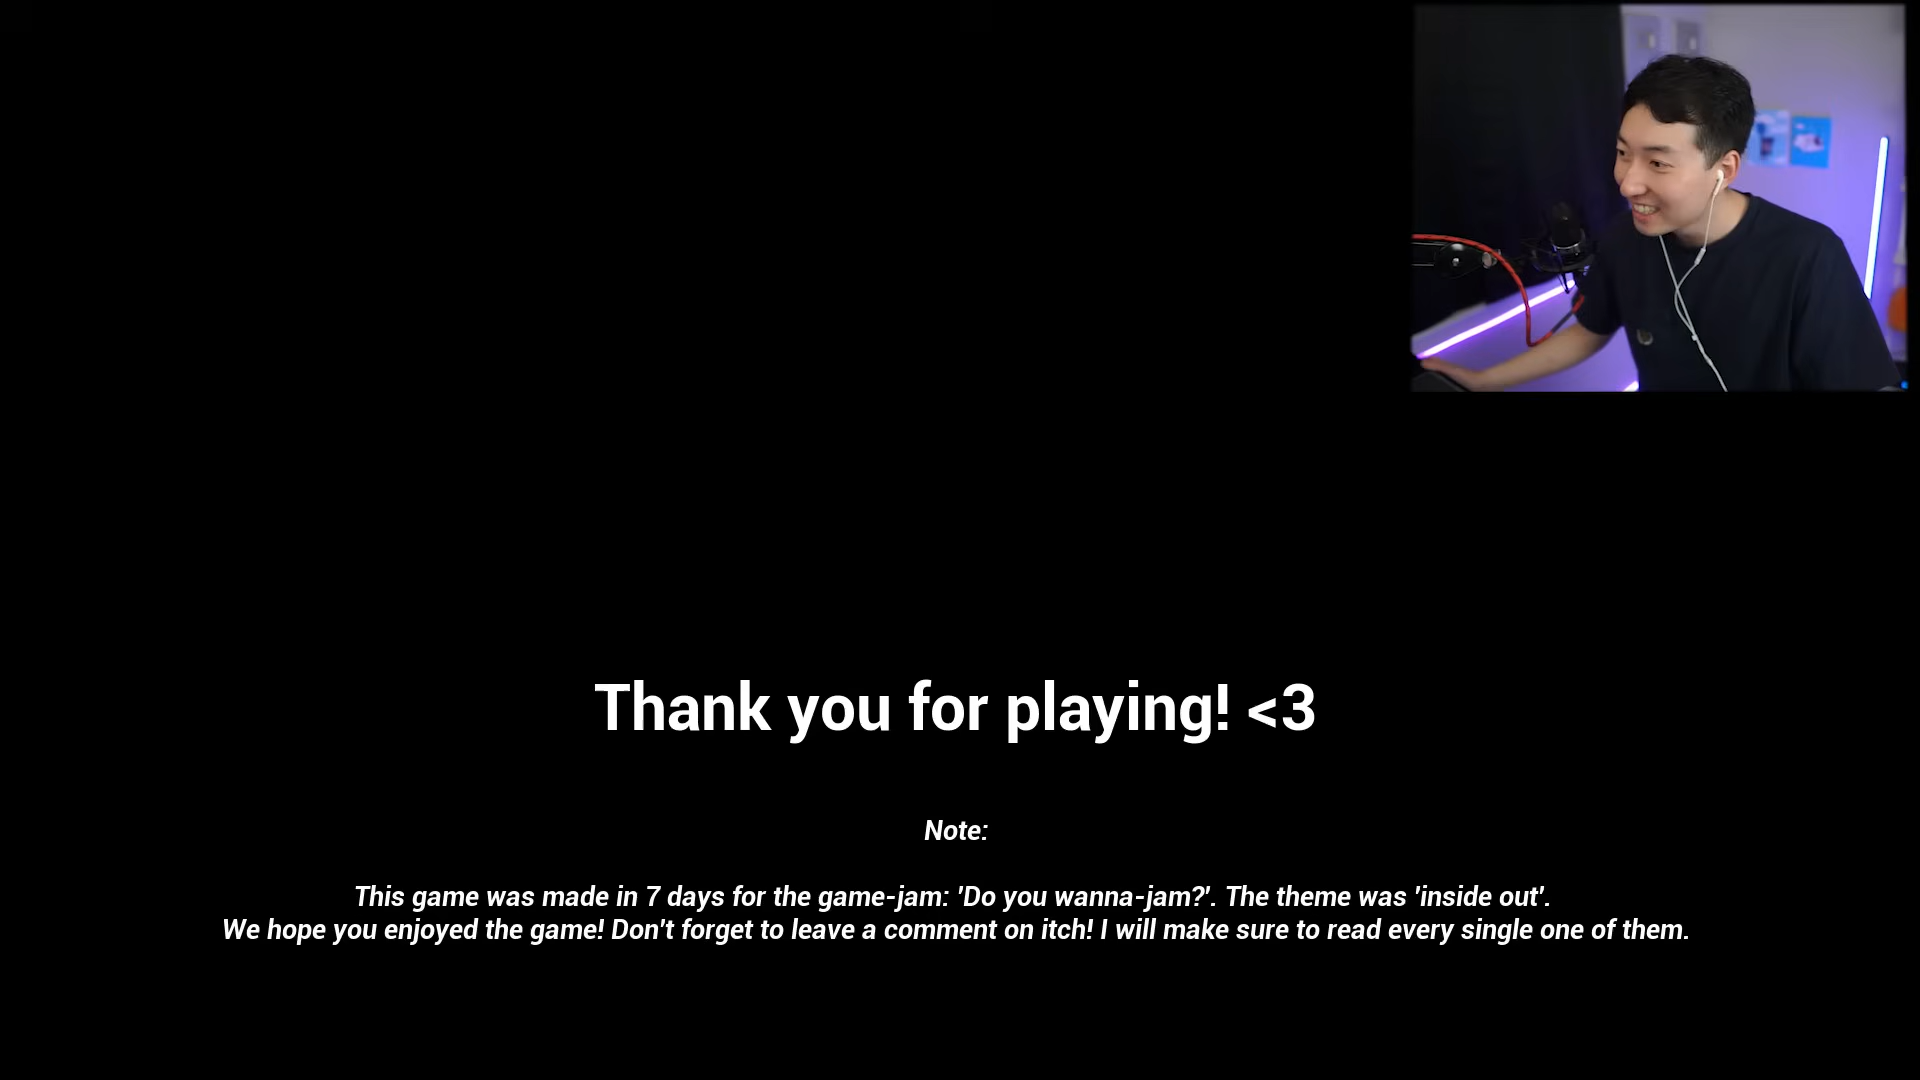 Thank you for playing! <3
Note:
This game was made in 7 days for the game-jam: 'Do you wanna-jam?'. The theme was 'inside out'.
We hope you enjoyed the game! Don't forget to leave a comment on itch! I will make sure to read every single one of them.